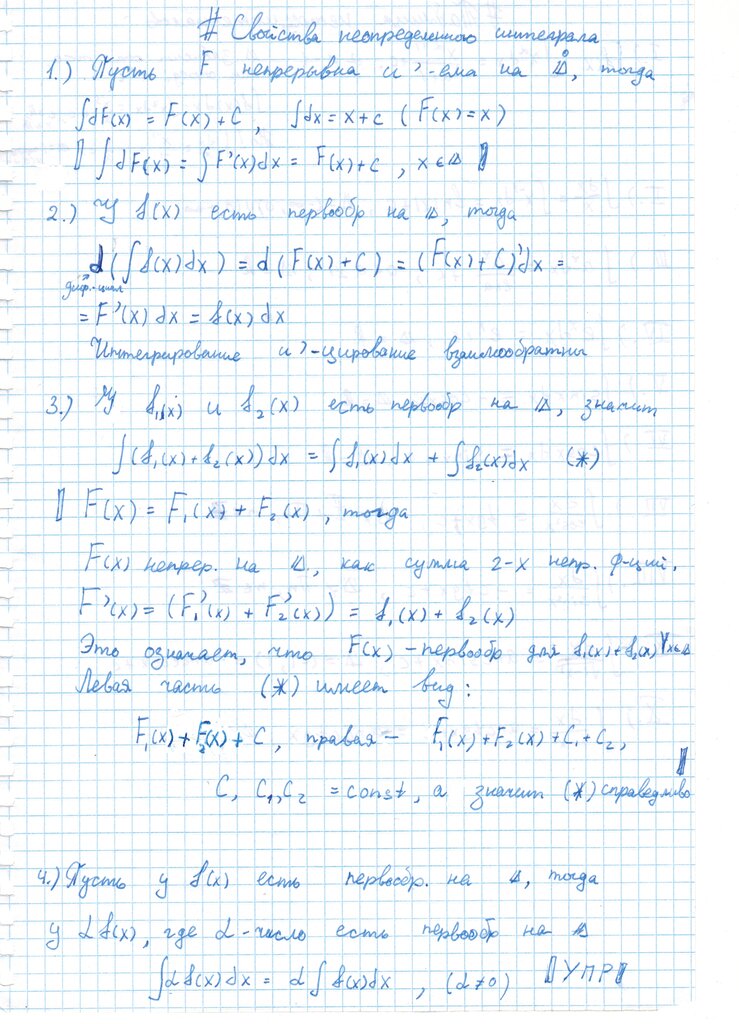 # Свойства неопределенного интеграла
1.) Пусть F непрерывна и ’-ема на Δ°, тогда
∫dF(x) = F(x) + C, ∫dx = x + c (F(x) = x)
▯ ∫dF(x) = ∫F’(x)dx = F(x) + c, x ∈ Δ ▯
2.) У f(x) есть первообр на Δ, тогда
d(∫f(x)dx) = d(F(x) + C) = (F(x) + C)’dx =
= F’(x)dx = f(x)dx
Интегрирование и ’-цирование взаимообратны
3.) У f₁(x) и f₂(x) есть первообр на Δ, значит
∫(f₁(x) + f₂(x))dx = ∫f₁(x)dx + ∫f₂(x)dx (*)
▯ F(x) = F₁(x) + F₂(x), тогда
F(x) непрер. на Δ, как сумма 2-х непр. ф-ций.
F’(x) = (F₁’(x) + F₂’(x)) = f₁(x) + f₂(x)
Это означает, что F(x) – первообр для f₁(x) + f₂(x) ∀x∈Δ
Левая часть (*) имеет вид:
F₁(x) + F₂(x) + C, правая – F₁(x) + F₂(x) + C₁ + C₂,
C, C₁, C₂ = const, а значит (*) справедливо ▯
4.) Пусть у f(x) есть первообр. на Δ, тогда
у αf(x), где α-число есть первообр на Δ
∫αf(x)dx = α∫f(x)dx, (α ≠ 0) ▯УПР▯